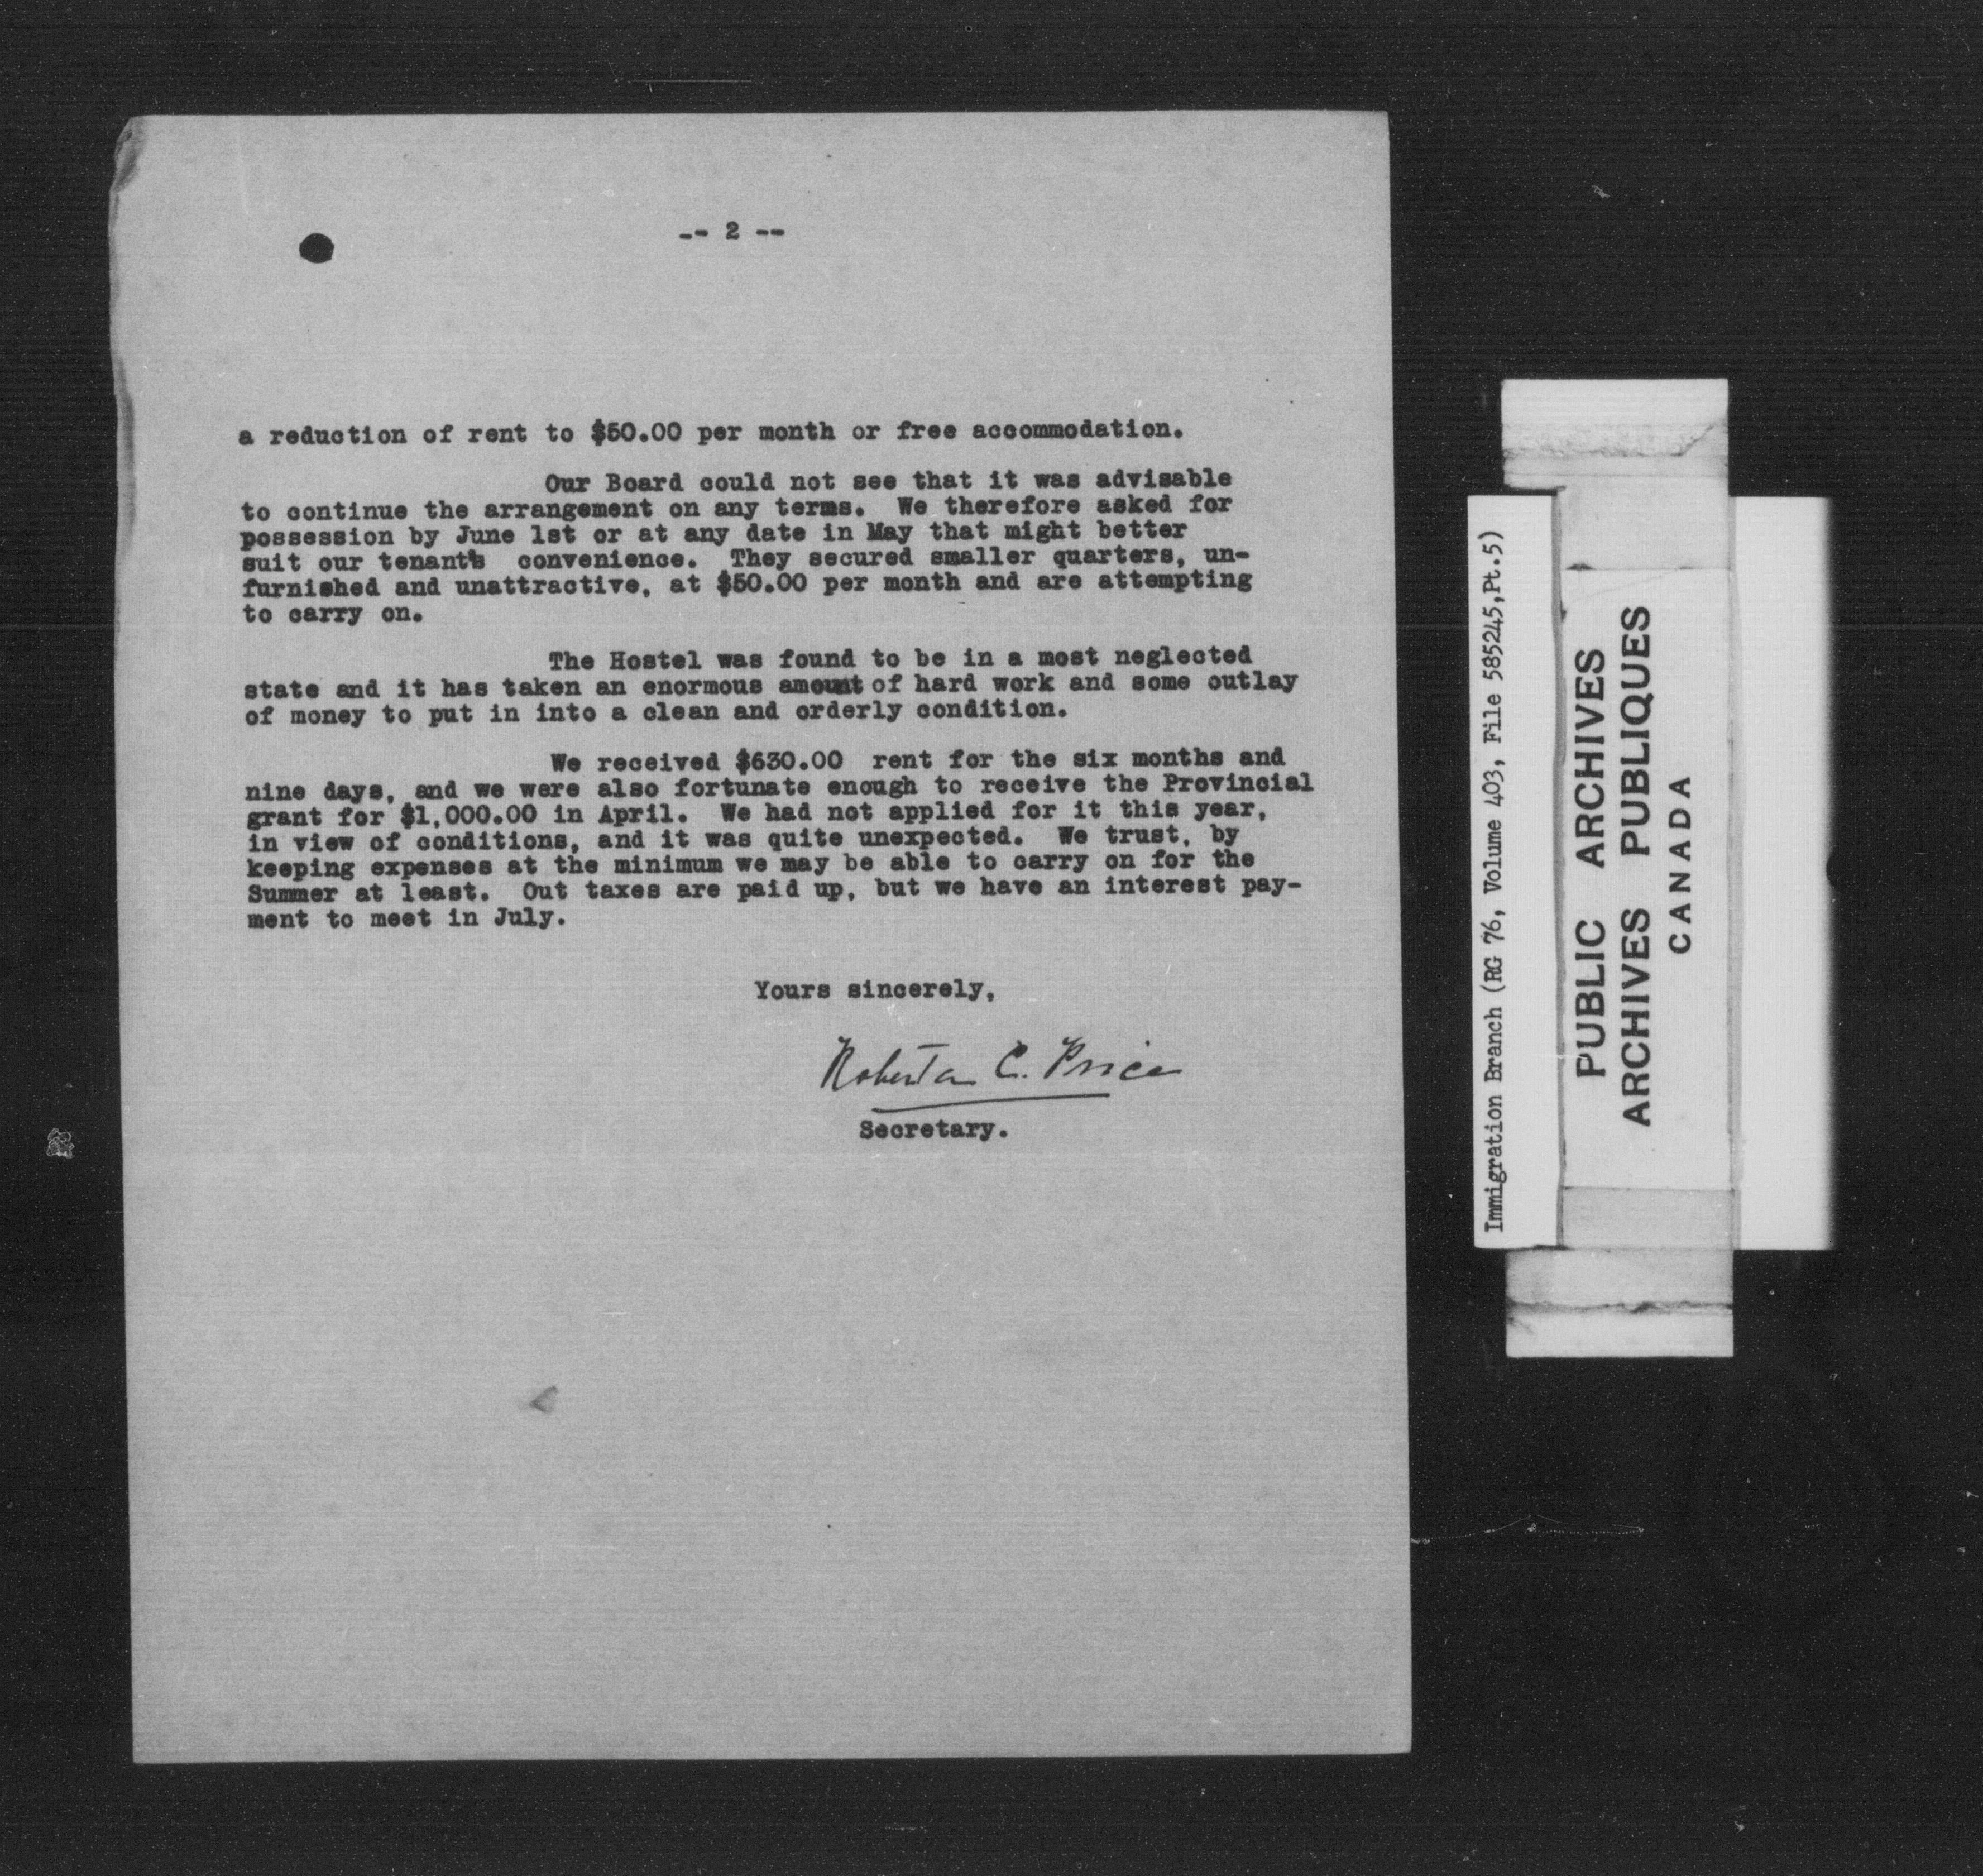 -- 2 --
a reduction of rent to $50.00 per month or free accommodation.
Our Board could not see that it was advisable
to continue the arrangement on any terms. We therefore asked for
possession by June 1st or at any date in May that might better
suit our tenants convenience. They secured smaller quarters, un-
furnished and unattractive, at $50.00 per month and are attempting
to carry on.
The Hostel was found to be in a most neglected
state and it has taken an enormous amount of hard work and some outlay
of money to put in into a clean and orderly condition.
We received $630.00 rent for the six months and
nine days, and we were also fortunate enough to receive the Provincial
grant for $1,000.00 in April. We had not applied for it this year,
in view of conditions, and it was quite unexpected. We trust, by
keeping expenses at the minimum we may be able to carry on for the
Summer at least. Out taxes are paid up, but we have an interest pay-
ment to meet in July.
Yours sincerely,
Roberta C. Price
Secretary.
Immigration Branch (RG 76, Volume 403, File 585245,Pt.5)
PUBLIC ARCHIVES
ARCHIVES PUBLIQUES
CANADA